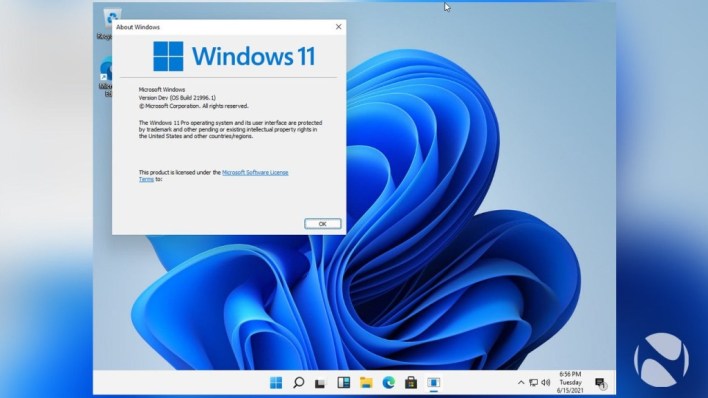 About Windows
Windows 11
Microsoft Windows
Version Dev (OS Build 21996.1)
© Microsoft Corporation. All rights reserved.
The Windows 11 Pro operating system and its user interface are protected
by trademark and other pending or existing intellectual property rights in
the United States and other countries/regions.
This product is licensed under the Microsoft Software License
Terms to:
OK
6:56 PM
Tuesday
6/15/2021